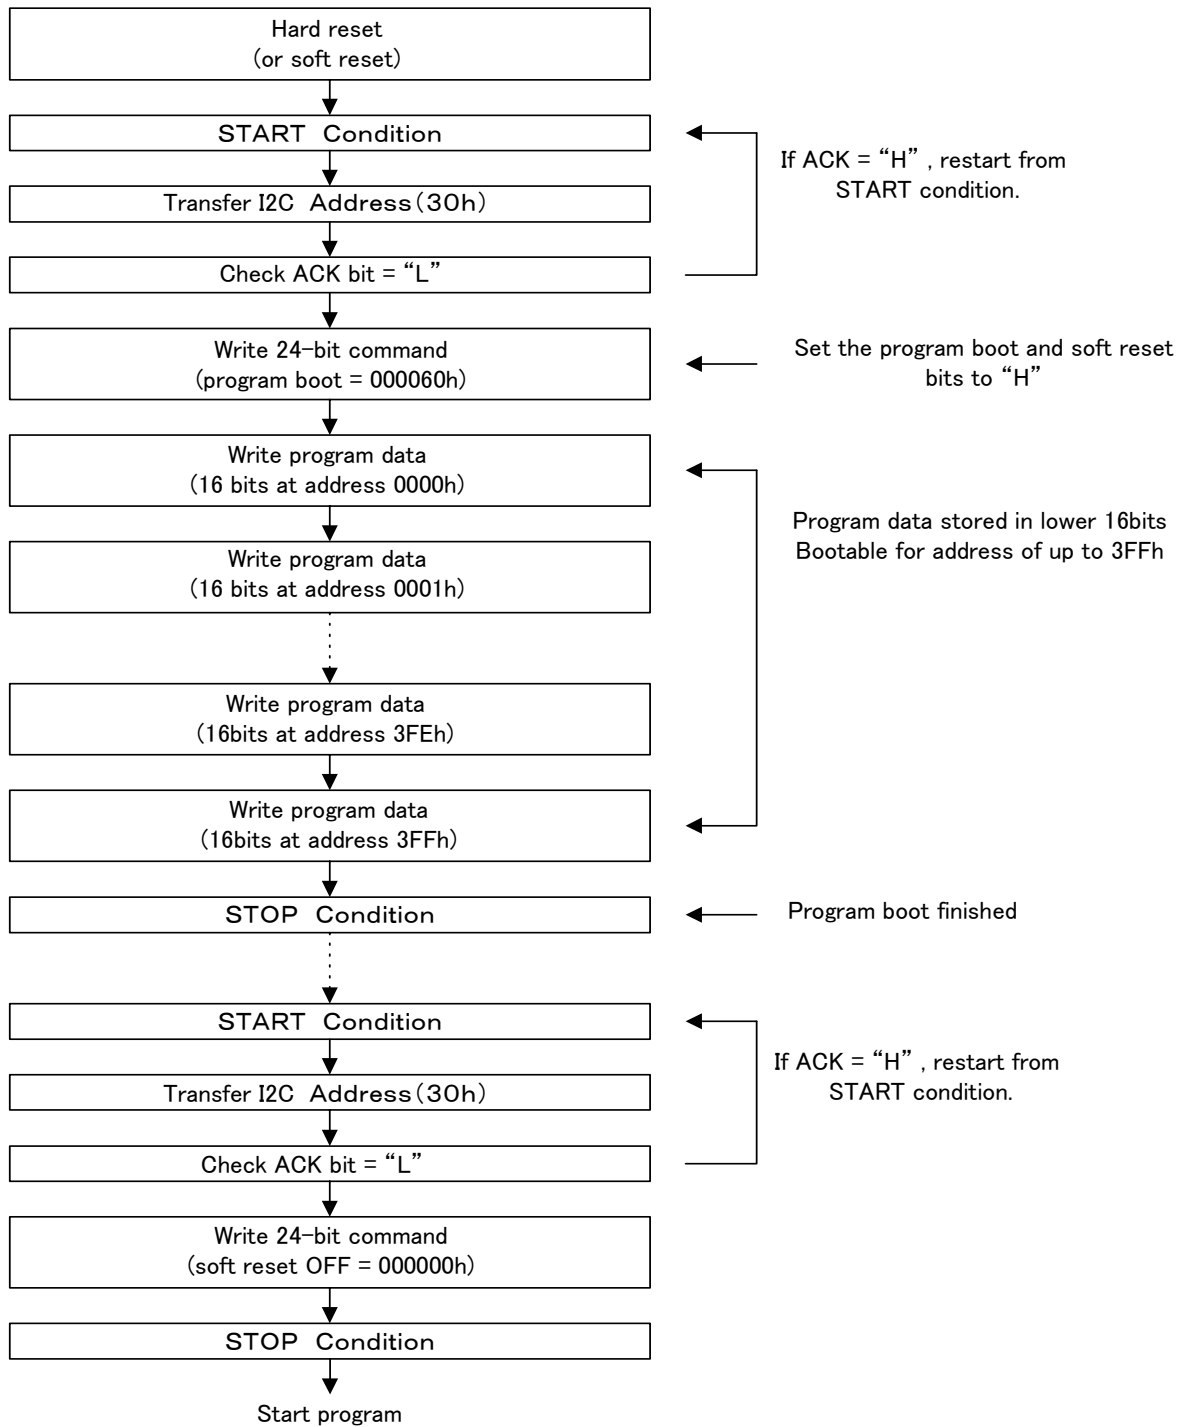 Hard reset
(or soft reset)
START Condition
If ACK = “H” , restart from
START condition.
Transfer I2C Address(30h)
Check ACK bit = “L”
Write 24-bit command
(program boot = 000060h)
Set the program boot and soft reset
bits to “H”
Write program data
(16 bits at address 0000h)
Program data stored in lower 16bits
Bootable for address of up to 3FFh
Write program data
(16 bits at address 0001h)
Write program data
(16bits at address 3FEh)
Write program data
(16bits at address 3FFh)
STOP Condition
Program boot finished
START Condition
If ACK = “H” , restart from
START condition.
Transfer I2C Address(30h)
Check ACK bit = “L”
Write 24-bit command
(soft reset OFF = 000000h)
STOP Condition
Start program